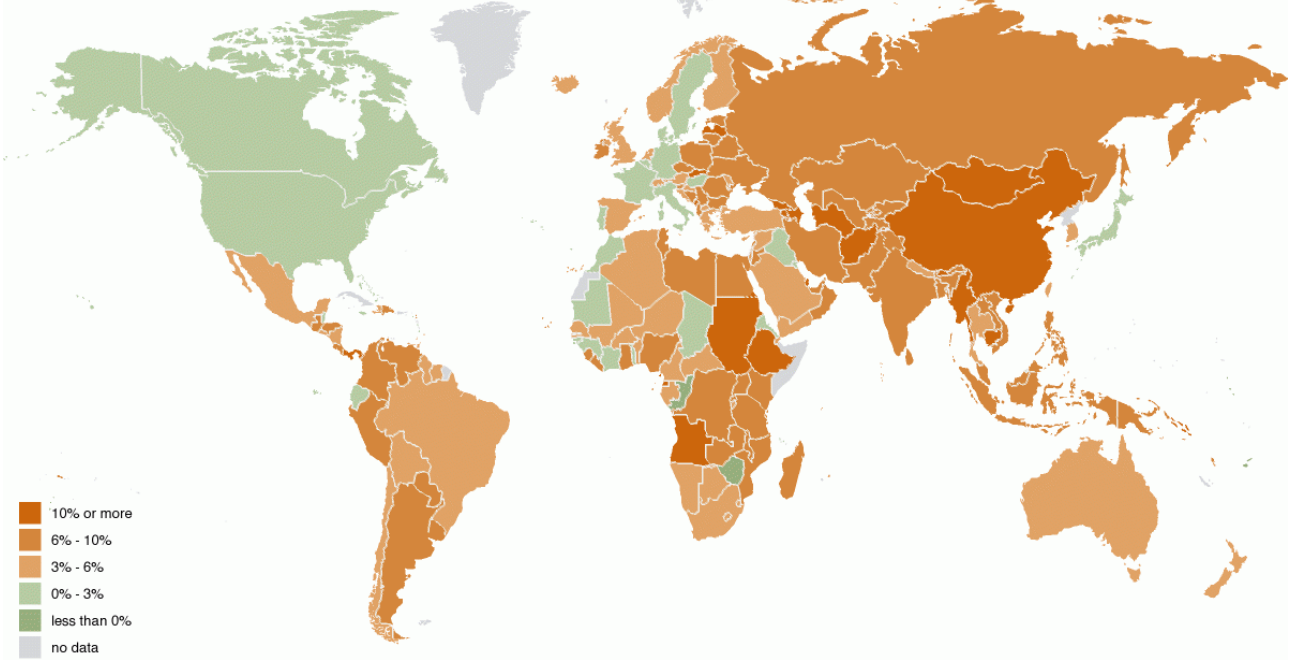 10% or more
6% - 10%
3% - 6%
0% - 3%
less than 0%
no data